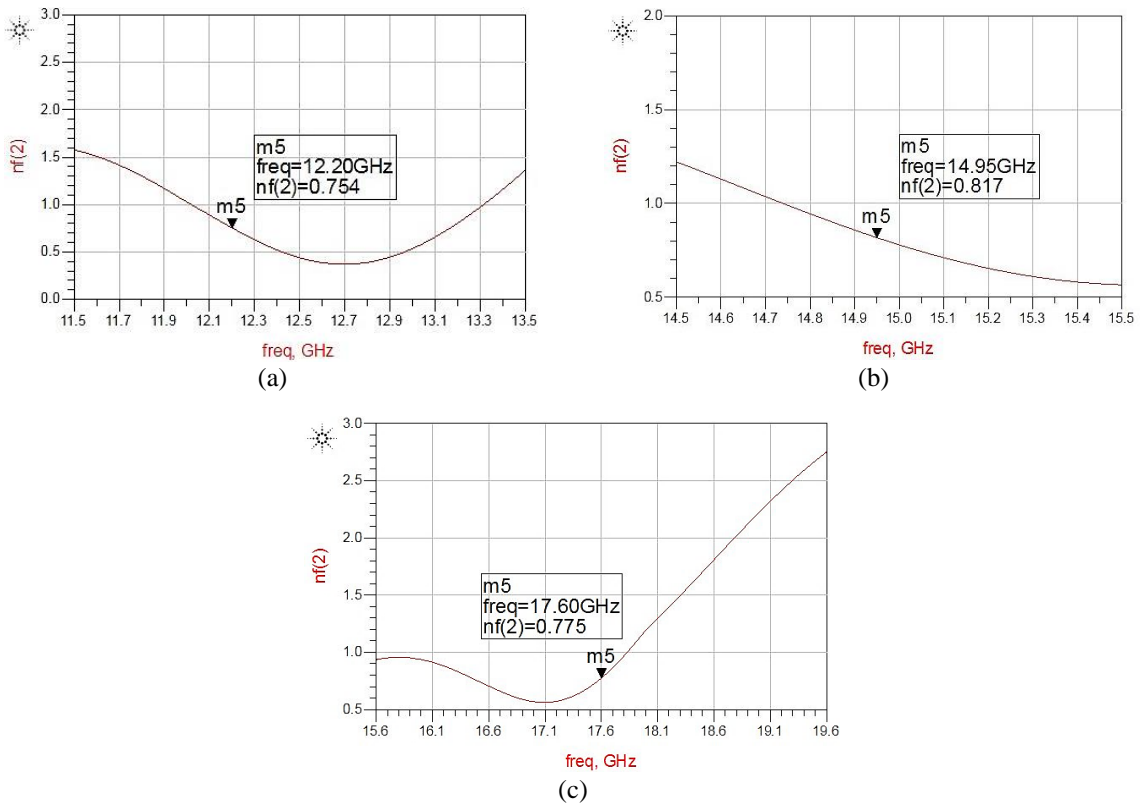 3.0
2.5
2.0
1.5
1.0
0.5
0.0
nf(2)
m5
freq=12.20GHz
nf(2)=0.754
m5
11.5 11.7 11.9 12.1 12.3 12.5 12.7 12.9 13.1 13.3 13.5
freq, GHz
(a)
2.0
1.5
1.0
0.5
nf(2)
m5
freq=14.95GHz
nf(2)=0.817
m5
14.5 14.6 14.7 14.8 14.9 15.0 15.1 15.2 15.3 15.4 15.5
freq, GHz
(b)
3.0
2.5
2.0
1.5
1.0
0.5
nf(2)
m5
freq=17.60GHz
nf(2)=0.775
m5
15.6 16.1 16.6 17.1 17.6 18.1 18.6 19.1 19.6
freq, GHz
(c)